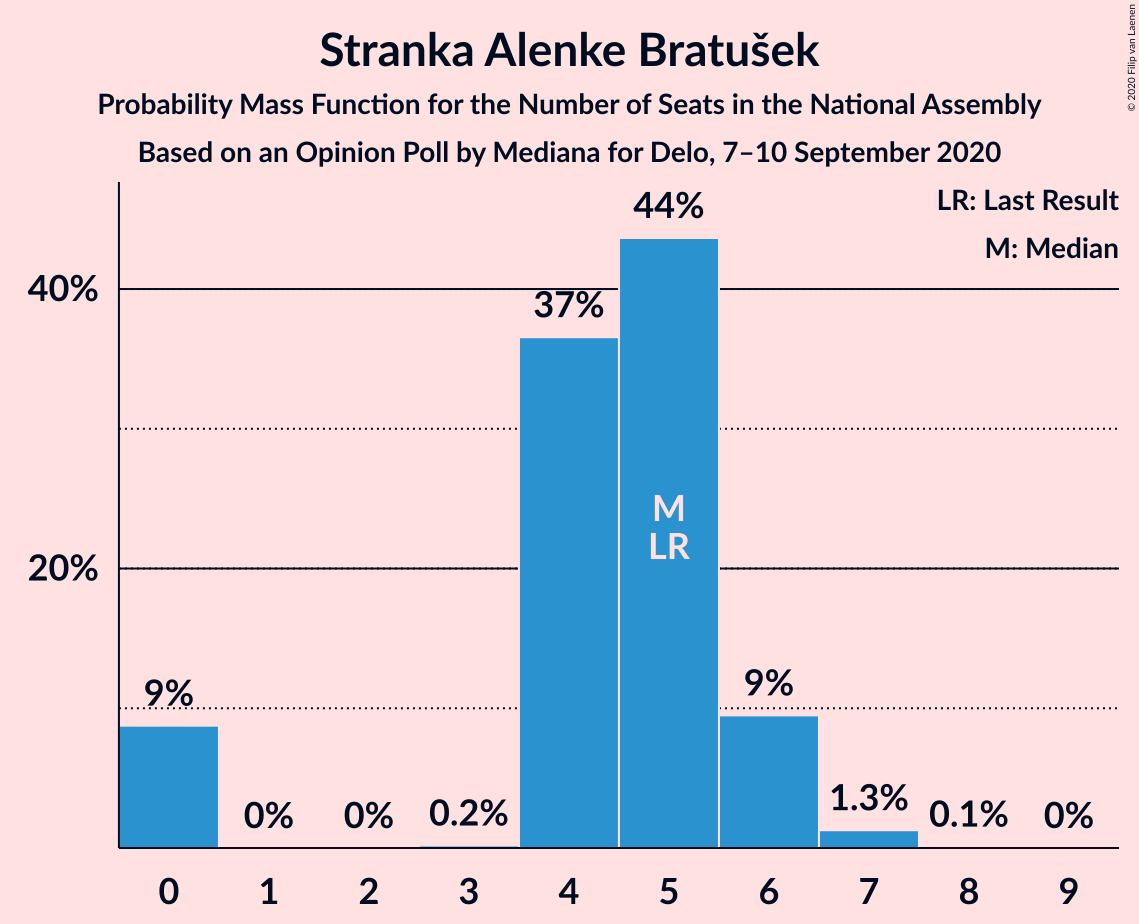 Stranka Alenke Bratušek
Probability Mass Function for the Number of Seats in the National Assembly
Based on an Opinion Poll by Mediana for Delo, 7–10 September 2020
© 2020 Filip van Laenen
LR: Last Result
M: Median
44%
40%
37%
M
LR
20%
9%
9%
0%
0%
0.2%
1.3%
0.1%
0%
0 1 2 3 4 5 6 7 8 9